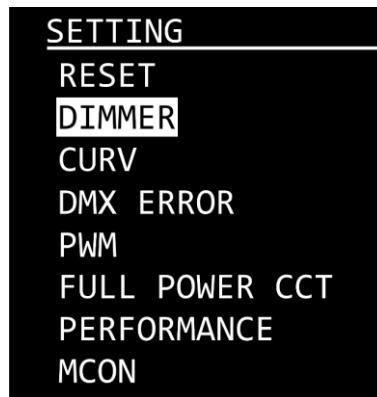 SETTING
RESET
DIMMER
CURV
DMX ERROR
PWM
FULL POWER CCT
PERFORMANCE
MCON